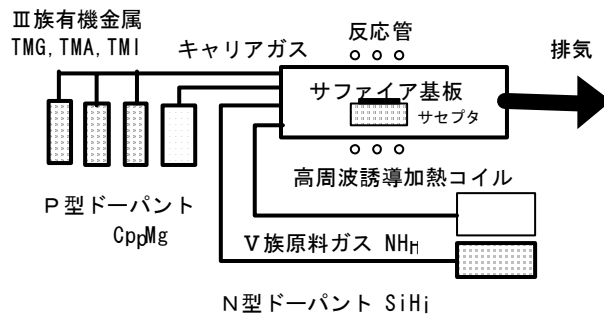 Ⅲ族有機金属
TMG, TMA, TMI
キャリアガス
反応管
排気
サファイア基板
サセプタ
高周波誘導加熱コイル
P型ドーパント
CppMg
V族原料ガス NHH
N型ドーパント SiHj